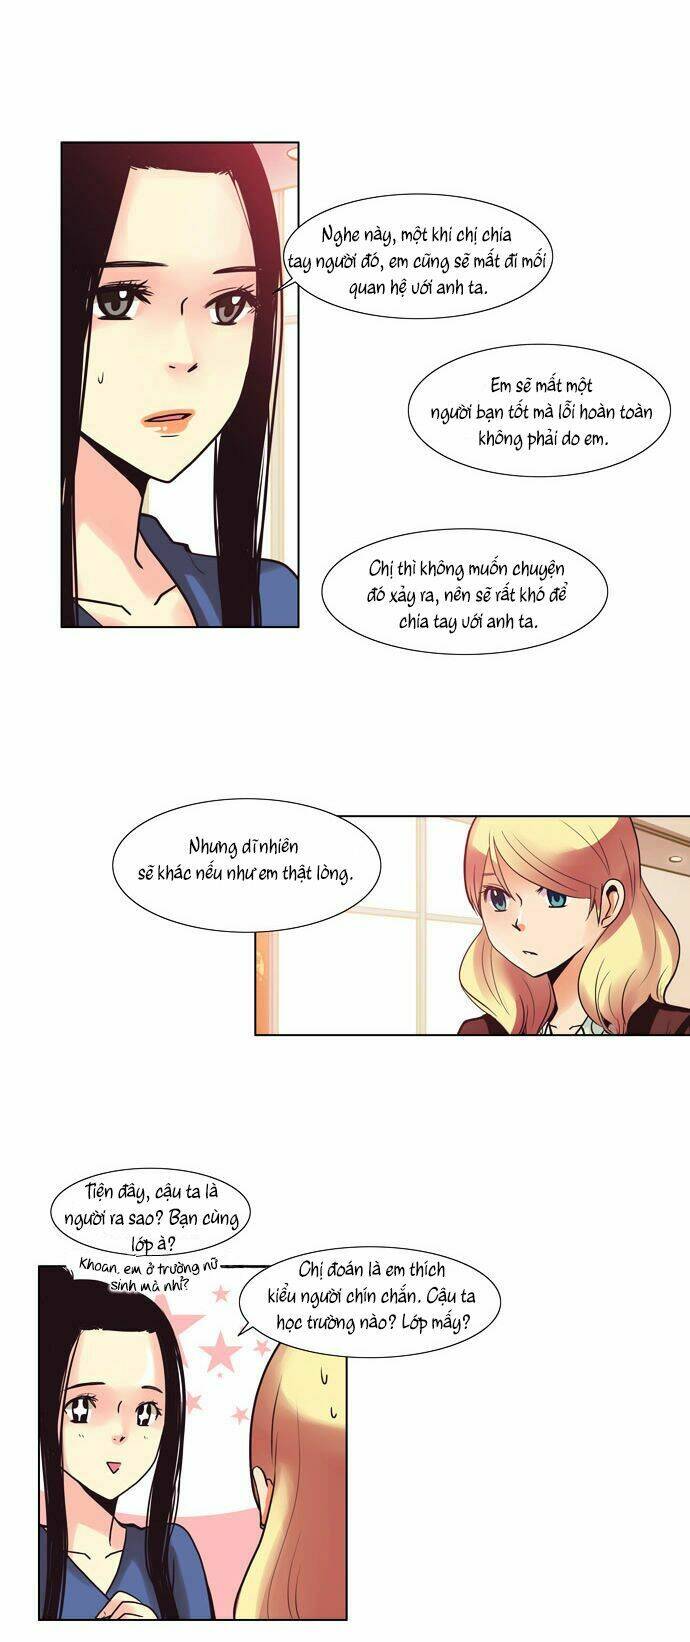 Nghe này, một khi chị chia
tay người đó, em cũng sẽ mất đi mối
quan hệ với anh ta.
Em sẽ mất một
người bạn tốt mà lỗi hoàn toàn
không phải do em.
Chị thì không muốn chuyện
đó xảy ra, nên sẽ rất khó để
chia tay với anh ta.
Nhưng dĩ nhiên
sẽ khác nếu như em thật lòng.
Tiện đây, cậu ta là
người ra sao? Bạn cùng
lớp à?
Khoan. em ở trường nữ
sinh mà nhỉ?
Chị đoán là em thích
kiểu người chín chắn. Cậu ta
học trường nào? Lớp mấy?